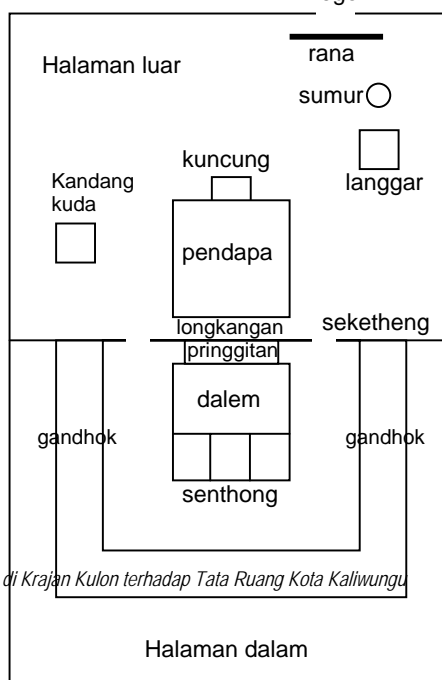 rana
Halaman luar
sumur
kuncung
Kandang
kuda
langgar
pendapa
longkangan
seketheng
pringgitan
dalem
gandhok
gandhok
senthong
di Krajan Kulon terhadap Tata Ruang Kota Kaliwungu
Halaman dalam